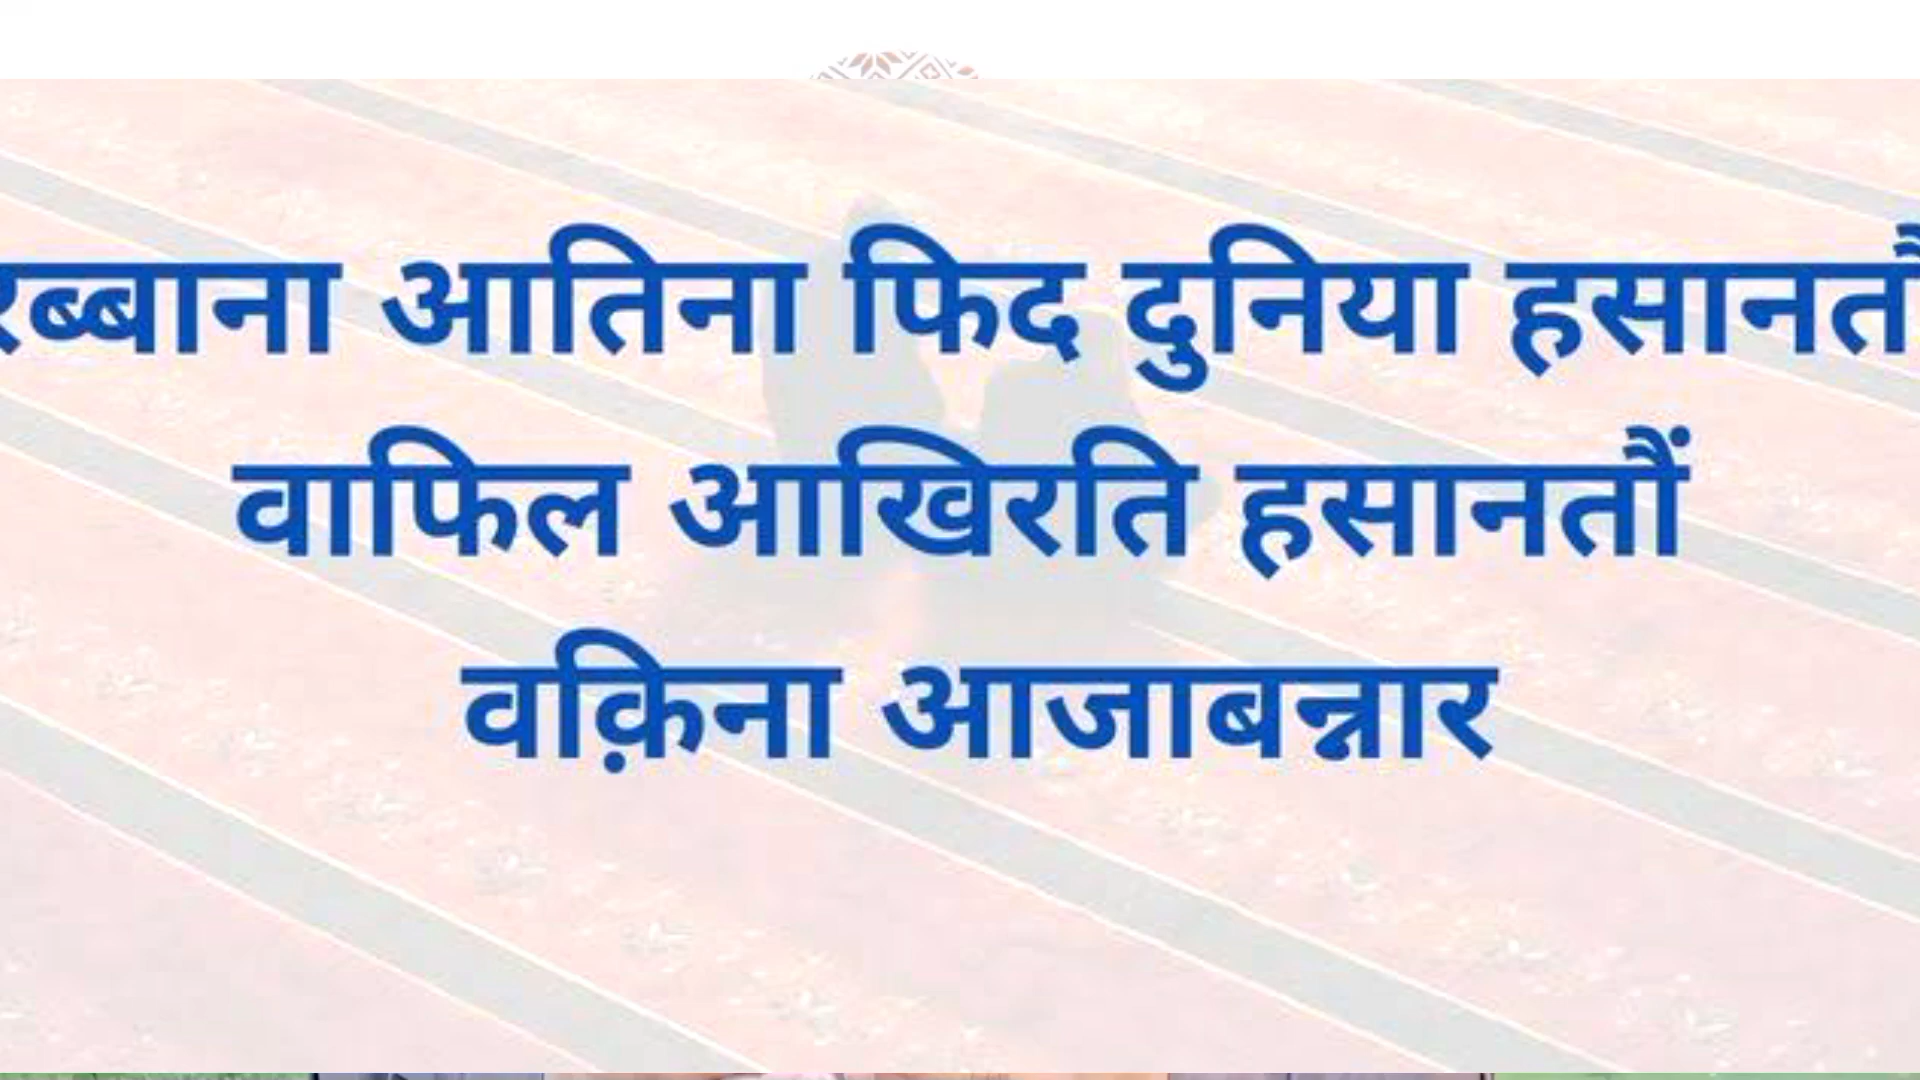 रब्बाना आतिना फिद दुनिया हसानतौं
वाफिल आखिरति हसानतौं
वक़िना आजाबन्नार